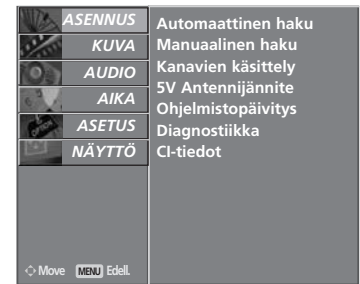 ASENNUS
KUVA
AUDIO
AIKA
ASETUS
NÄYTTÖ
Automaattinen haku
Manuaalinen haku
Kanavien käsittely
5V Antennijännite
Ohjelmistopäivitys
Diagnostiikka
CI-tiedot
Move MENU Edell.